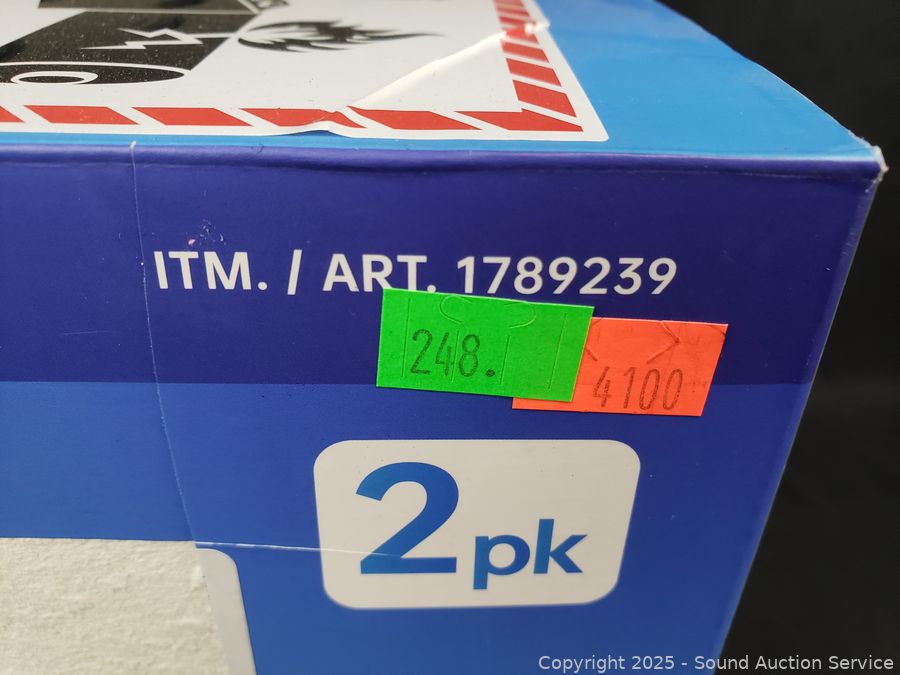 ITM. / ART. 1789239
248.
4100
2pk
Copyright © 2025 - Sound Auction Service